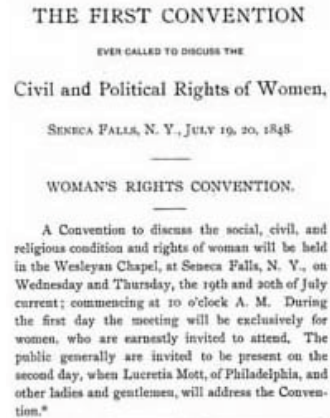 THE FIRST CONVENTION
EVER CALLED TO DISCUSS THE
Civil and Political Rights of Women,
SENECA FALLS, N. Y., JULY 19, 20, 1848.
WOMAN'S RIGHTS CONVENTION.
A Convention to discuss the social, civil, and
religious condition and rights of woman will be held
in the Wesleyan Chapel, at Seneca Falls, N. Y., on
Wednesday and Thursday, the 19th and 20th of July
current; commencing at 10 o'clock A. M. During
the first day the meeting will be exclusively for
women, who are earnestly invited to attend. The
public generally are invited to be present on the
second day, when Lucretia Mott, of Philadelphia, and
other ladies and gentlemen, will address the Conven-
tion.*